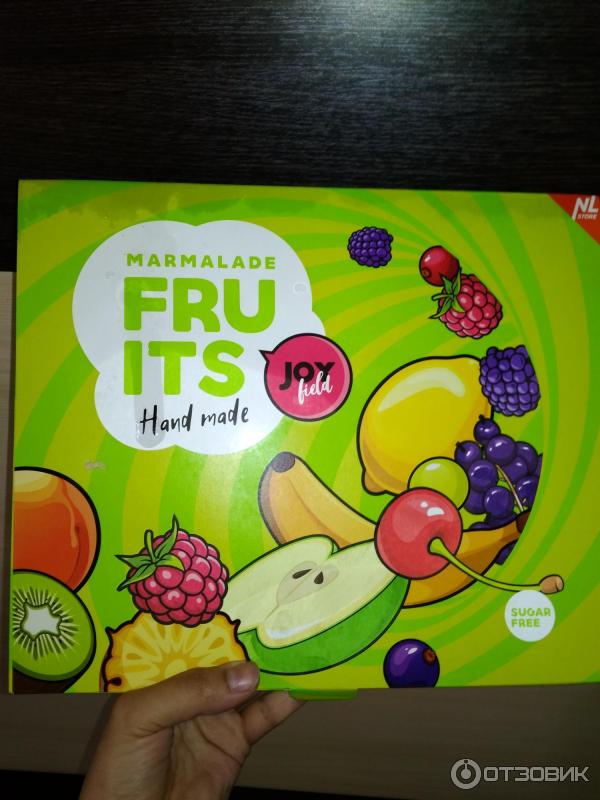 NL
STORE
MARMALADE
FRU
ITS
Hand made
JOY
field
SUGAR
FREE
ОТЗОВИК